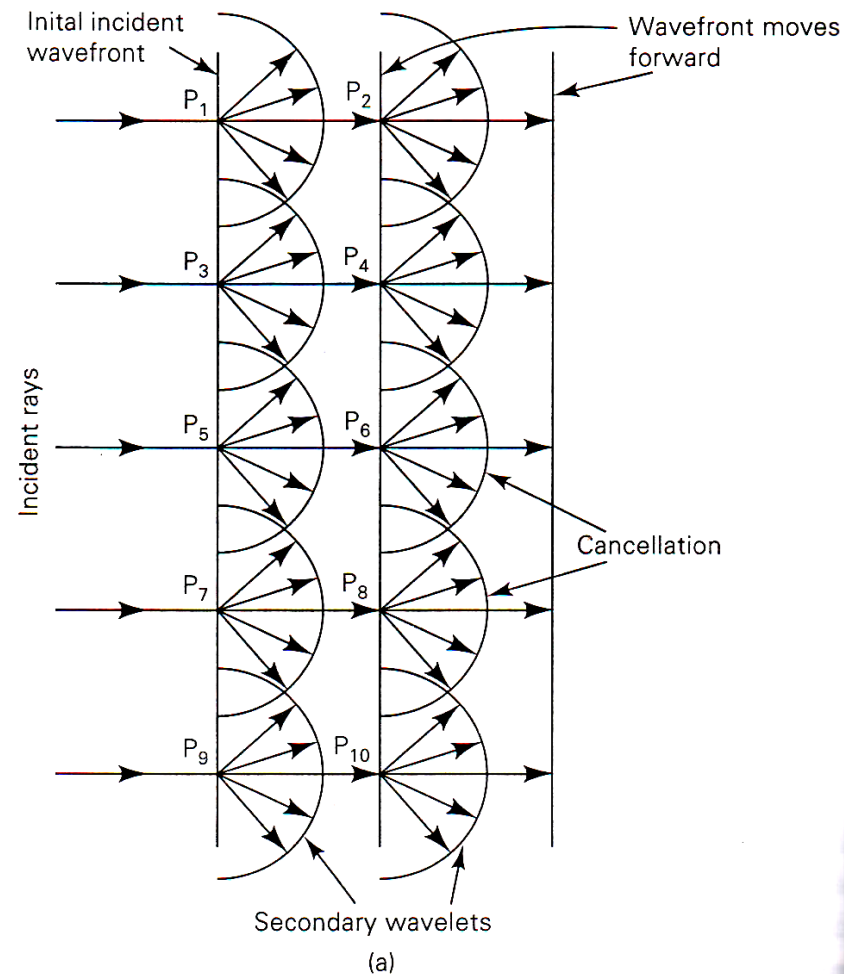 Inital incident
wavefront
Wavefront moves
forward
P1
P2
P3
P4
Incident rays
P5
P6
Cancellation
P7
P8
P9
P10
Secondary wavelets
(a)